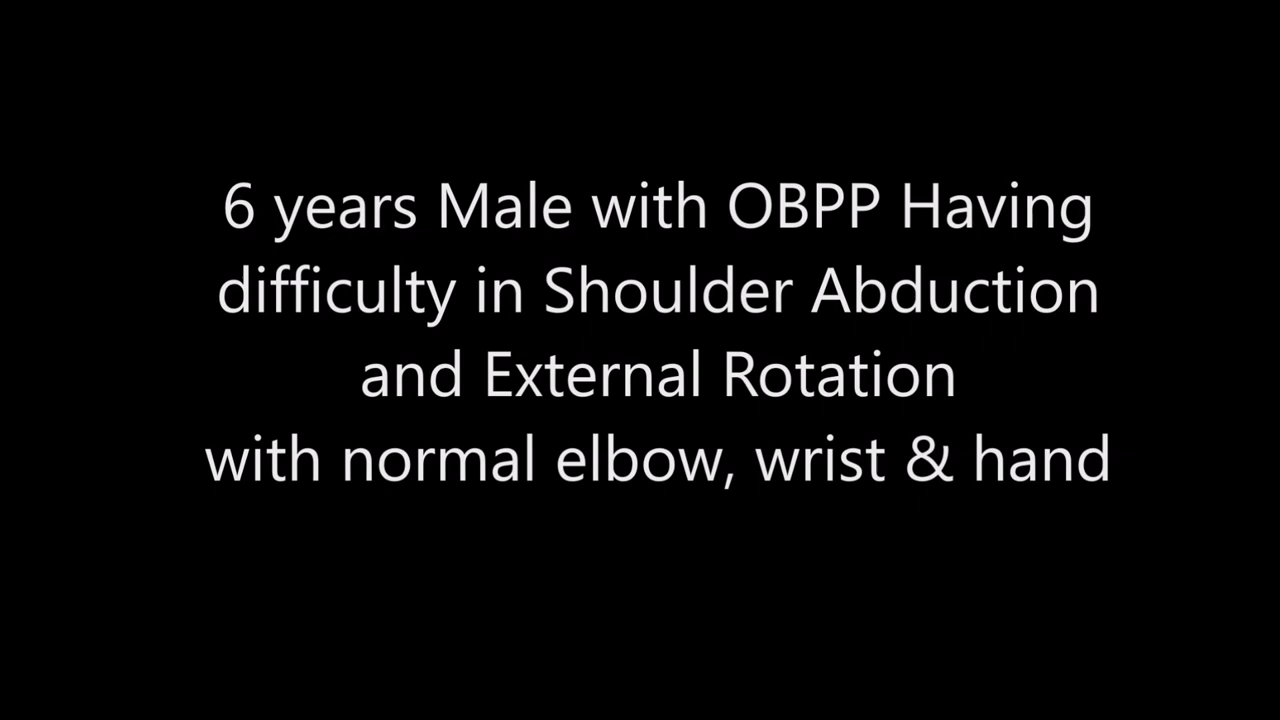 6 years Male with OBPP Having
difficulty in Shoulder Abduction
and External Rotation
with normal elbow, wrist & hand